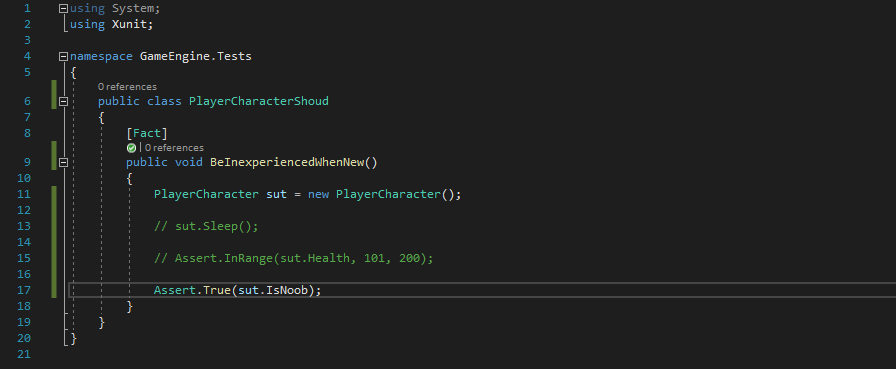 1 using System;
2 using Xunit;
3
4 namespace GameEngine.Tests
5 {
0 references
6 public class PlayerCharacterShoud
7 {
8 [Fact]
| 0 references
9 public void BeInexperiencedWhenNew()
10 {
11 PlayerCharacter sut = new PlayerCharacter();
12
13 // sut.Sleep();
14
15 // Assert.InRange(sut.Health, 101, 200);
16
17 Assert.True(sut.IsNoob);
18 }
19 }
20 }
21